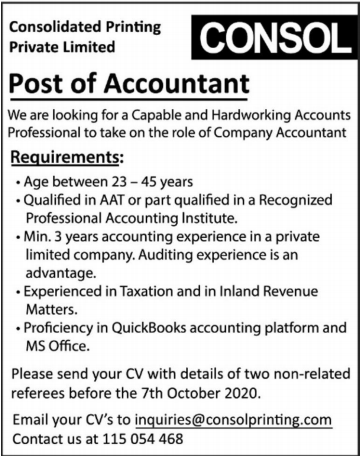 Consolidated Printing
Private Limited
CONSOL
Post of Accountant
We are looking for a Capable and Hardworking Accounts
Professional to take on the role of Company Accountant
Requirements:
• Age between 23 – 45 years
• Qualified in AAT or part qualified in a Recognized
Professional Accounting Institute.
• Min. 3 years accounting experience in a private
limited company. Auditing experience is an
advantage.
• Experienced in Taxation and in Inland Revenue
Matters.
• Proficiency in QuickBooks accounting platform and
MS Office.
Please send your CV with details of two non-related
referees before the 7th October 2020.
Email your CV's to inquiries@consolprinting.com
Contact us at 115 054 468